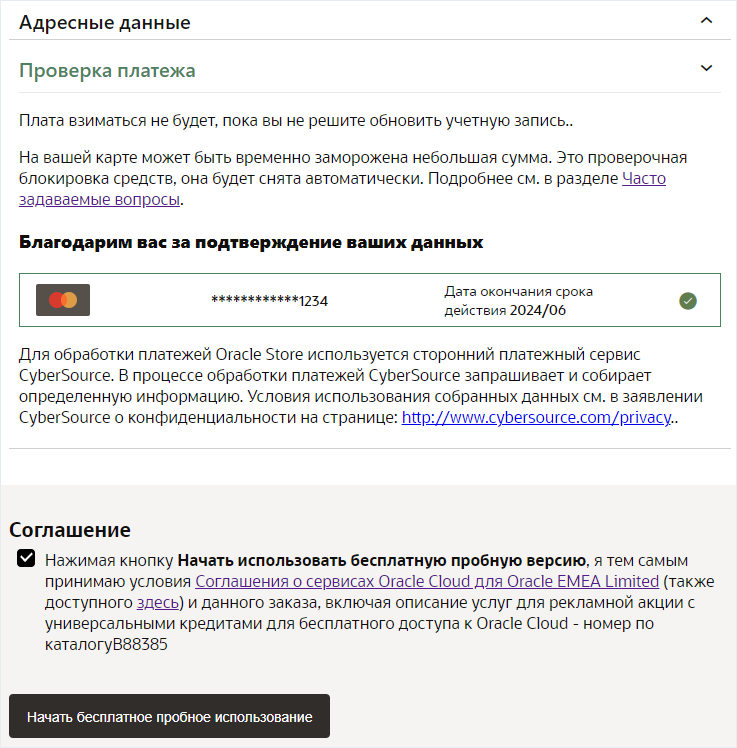 Адресные данные
Проверка платежа
Плата взиматься не будет, пока вы не решите обновить учетную запись..
На вашей карте может быть временно заморожена небольшая сумма. Это проверочная
блокировка средств, она будет снята автоматически. Подробнее см. в разделе Часто
задаваемые вопросы.
Благодарим вас за подтверждение ваших данных
************1234
Дата окончания срока
действия 2024/06
Для обработки платежей Oracle Store используется сторонний платежный сервис
CyberSource. В процессе обработки платежей CyberSource запрашивает и собирает
определенную информацию. Условия использования собранных данных см. в заявлении
CyberSource о конфиденциальности на странице: http://www.cybersource.com/privacy..
Соглашение
Нажимая кнопку Начать использовать бесплатную пробную версию, я тем самым
принимаю условия Соглашения о сервисах Oracle Cloud для Oracle EMEA Limited (также
доступного здесь) и данного заказа, включая описание услуг для рекламной акции с
универсальными кредитами для бесплатного доступа к Oracle Cloud - номер по
каталогуB88385
Начать бесплатное пробное использование